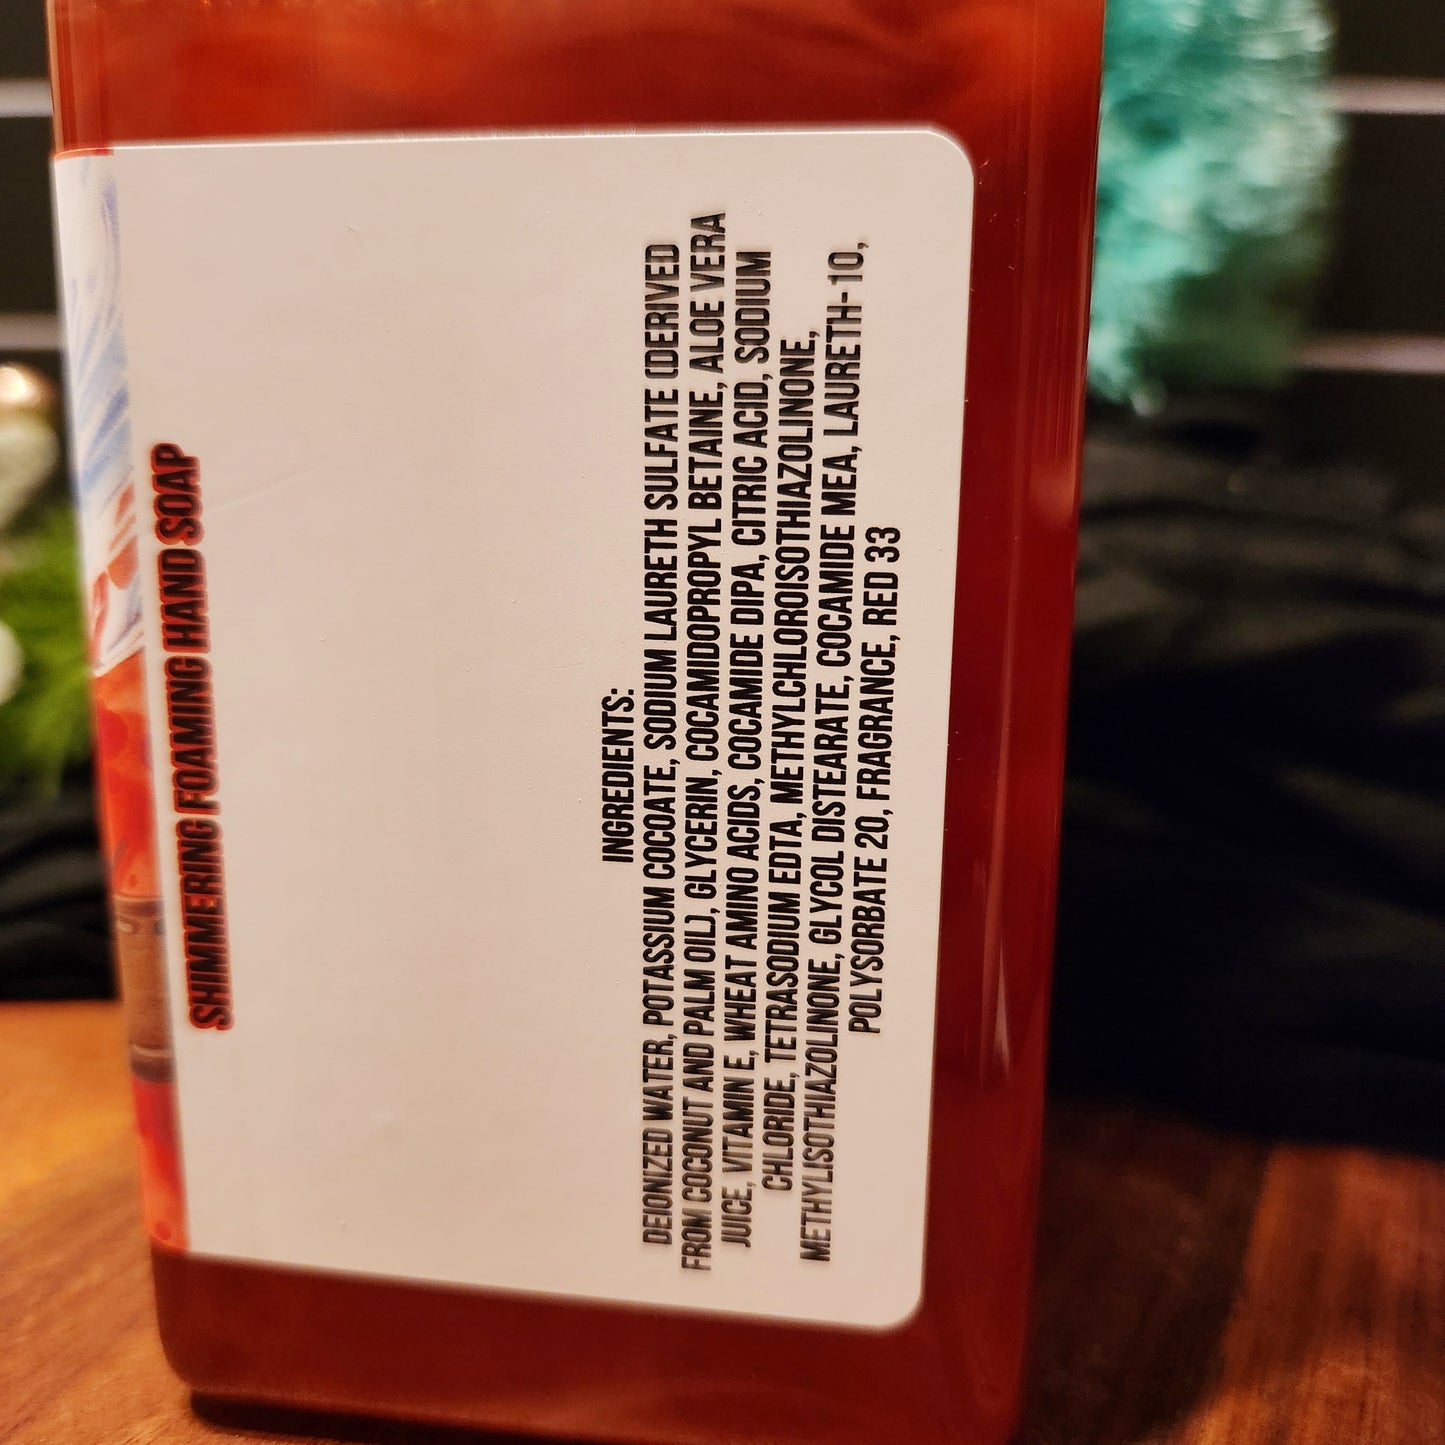 SHIMMERING FOAMING HAND SOAP
INGREDIENTS:
DEIONIZED WATER, POTASSIUM COCOATE, SODIUM LAURETH SULFATE (DERIVED
FROM COCONUT AND PALM OIL), GLYCERIN, COCAMIDOPROPYL BETAINE, ALOE VERA
JUICE, VITAMIN E, WHEAT AMINO ACIDS, COCAMIDE DIPA, CITRIC ACID, SODIUM
CHLORIDE, TETRASODIUM EDTA, METHYLCHLOROISOTHIAZOLINONE,
METHYLISOTHIAZOLINONE, GLYCOL DISTEARATE, COCAMIDE MEA, LAURETH-10,
POLYSORBATE 20, FRAGRANCE, RED 33